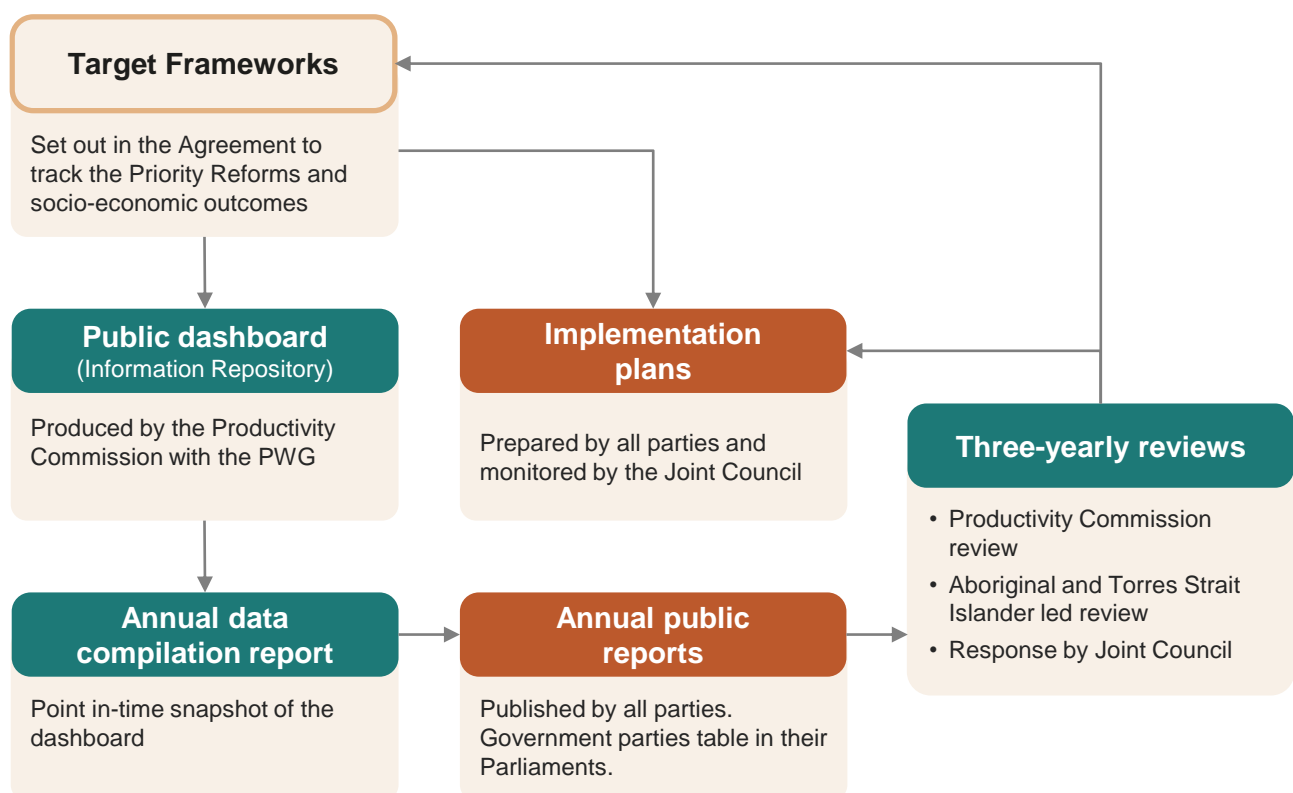 Target Frameworks
Set out in the Agreement to
track the Priority Reforms and
socio-economic outcomes
Public dashboard
(Information Repository)
Produced by the Productivity
Commission with the PWG
Implementation
plans
Prepared by all parties and
monitored by the Joint Council
Three-yearly reviews
• Productivity Commission
review
• Aboriginal and Torres Strait
Islander led review
• Response by Joint Council
Annual data
compilation report
Point in-time snapshot of the
dashboard
Annual public
reports
Published by all parties.
Government parties table in their
Parliaments.